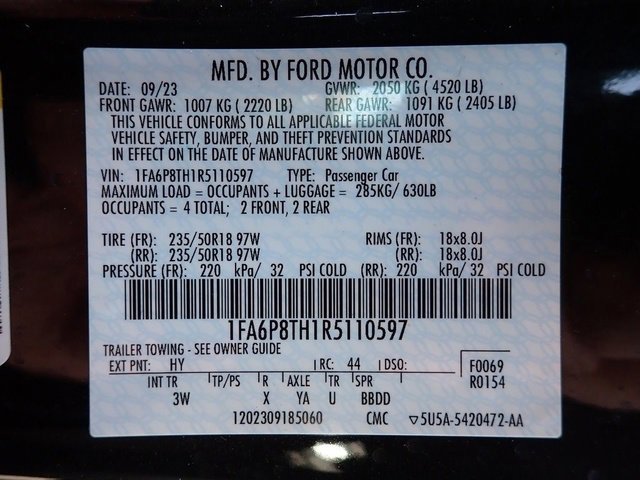 MFD. BY FORD MOTOR CO.
DATE: 09/23 GVWR: 2050 KG ( 4520 LB)
FRONT GAWR: 1007 KG ( 2220 LB) REAR GAWR: 1091 KG ( 2405 LB)
THIS VEHICLE CONFORMS TO ALL APPLICABLE FEDERAL MOTOR
VEHICLE SAFETY, BUMPER, AND THEFT PREVENTION STANDARDS
IN EFFECT ON THE DATE OF MANUFACTURE SHOWN ABOVE.
VIN: 1FA6P8TH1R5110597 TYPE: Passenger Car
MAXIMUM LOAD = OCCUPANTS + LUGGAGE = 285KG/ 630LB
OCCUPANTS = 4 TOTAL; 2 FRONT, 2 REAR
TIRE (FR): 235/50R18 97W RIMS (FR): 18x8.0J
(RR): 235/50R18 97W (RR): 18x8.0J
PRESSURE (FR): 220 kPa/ 32 PSI COLD (RR): 220 kPa/ 32 PSI COLD
1FA6P8TH1R5110597
TRAILER TOWING - SEE OWNER GUIDE
EXT PNT: HY RC: 44 DSO: F0069
INT TR TP/PS R AXLE TR SPR R0154
3W X YA U BBDD
1202309185060 CMC ▽5U5A-5420472-AA